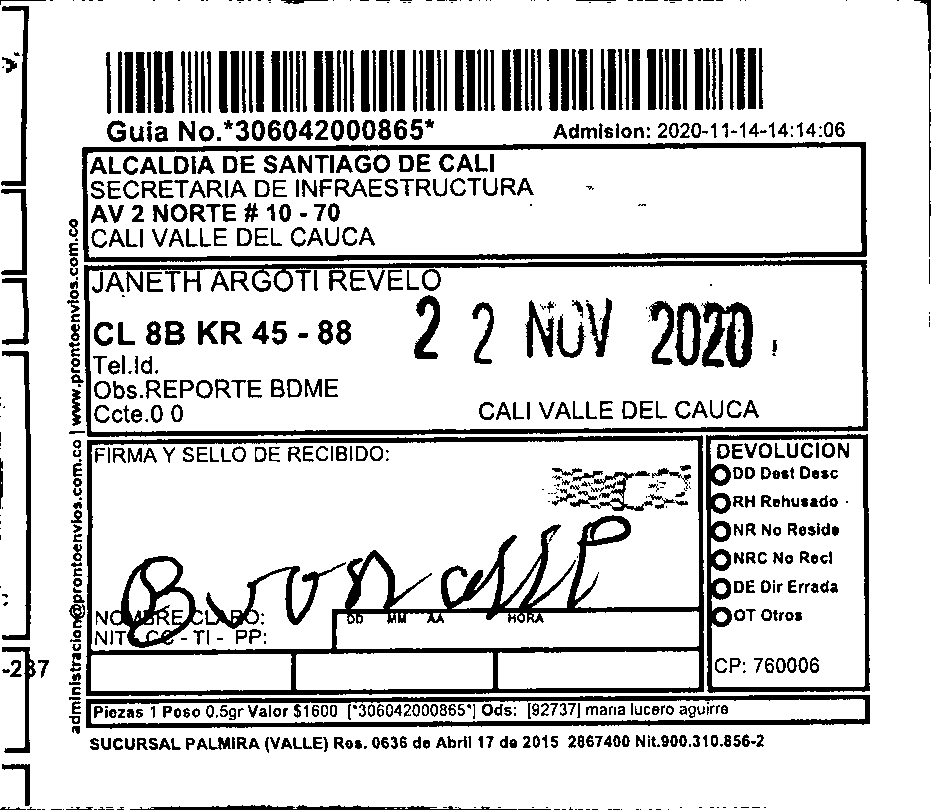 Guia No.*306042000865*
Admision: 2020-11-14-14:14:06
ALCALDIA DE SANTIAGO DE CALI
SECRETARIA DE INFRAESTRUCTURA
AV 2 NORTE # 10 - 70
CALI VALLE DEL CAUCA
JANETH ARGOTI REVELO
CL 8B KR 45 - 88
22 NOV 2020
Tel.Id.
Obs.REPORTE BDME
Ccte.0 0
CALI VALLE DEL CAUCA
administracion@prontoenvios.com.co | www.prontoenvios.com.co
FIRMA Y SELLO DE RECIBIDO:
NOMBRE CLARO:
NIT - CC - TI - PP:
DD MM AA HORA
DEVOLUCION
DD Dest Desc
RH Rehusado
NR No Reside
NRC No Recl
DE Dir Errada
OT Otros
CP: 760006
-237
Piezas 1 Peso 0.5gr Valor $1600 [*306042000865*] Ods: [92737] maria lucero aguirre
SUCURSAL PALMIRA (VALLE) Res. 0636 de Abril 17 de 2015 2867400 Nit.900.310.856-2